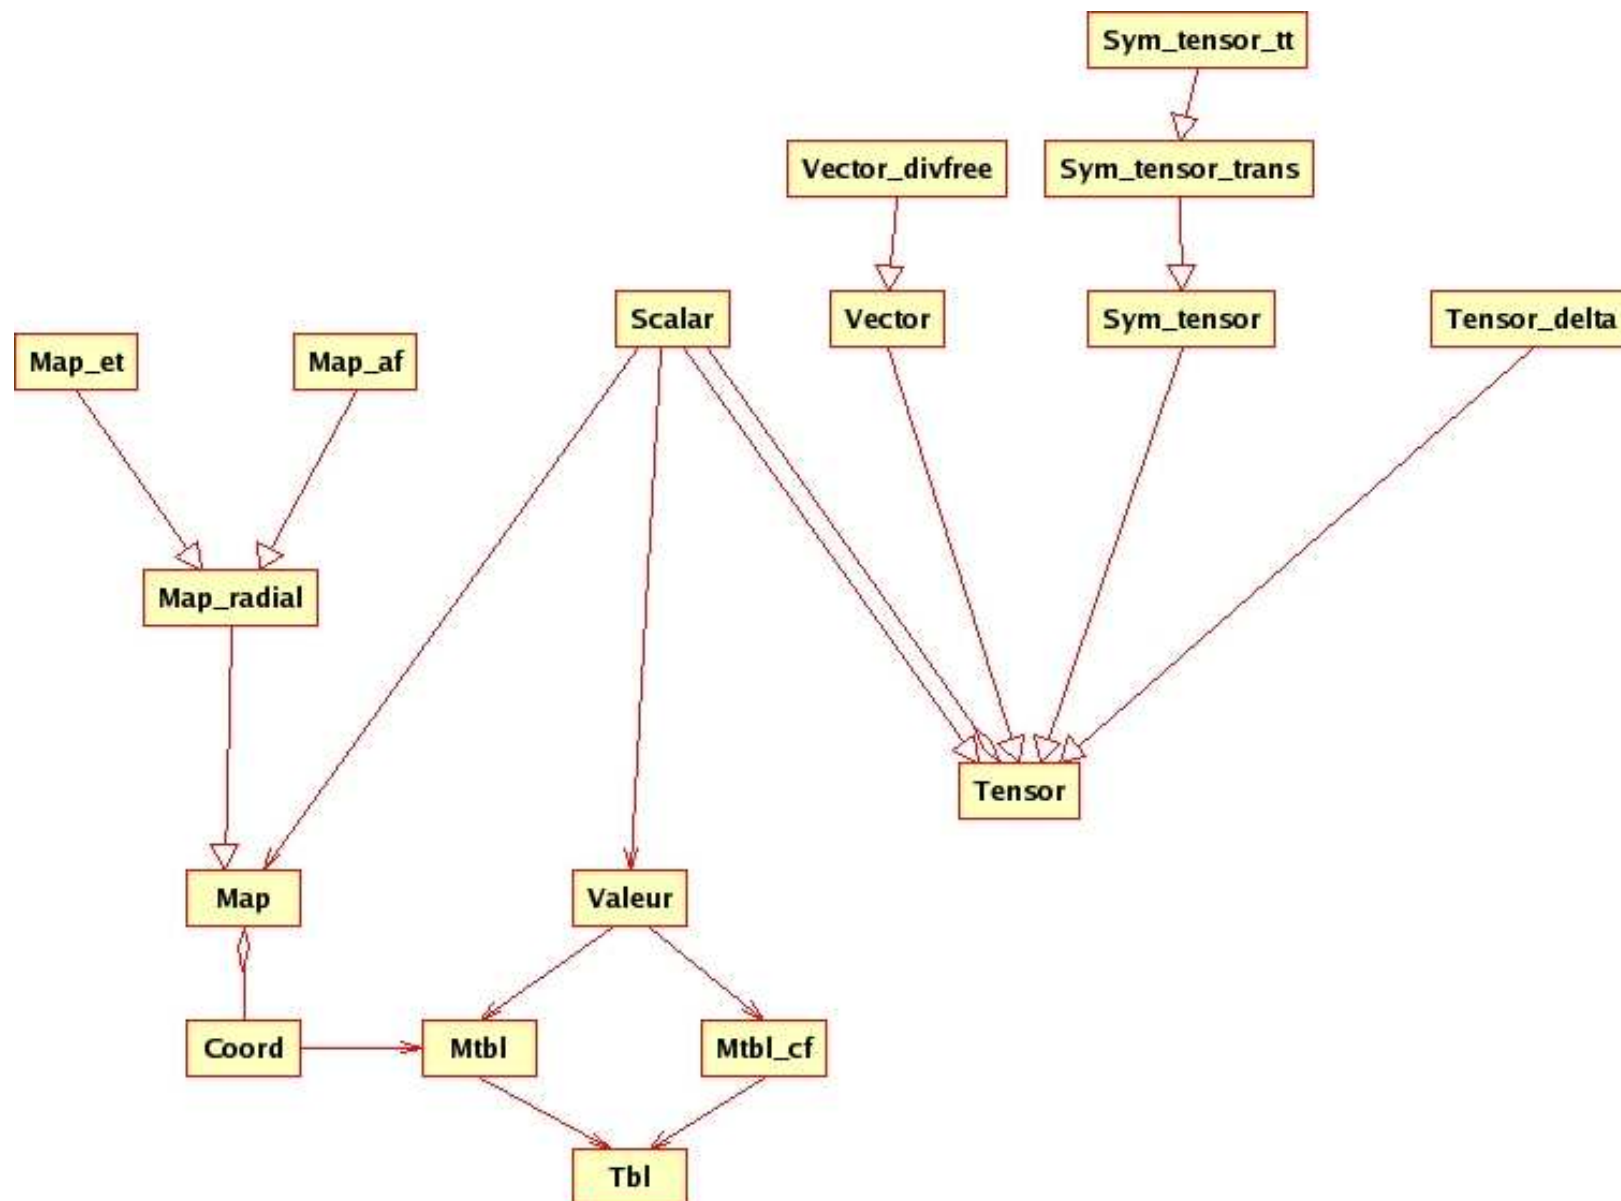 Sym_tensor_tt
Vector_divfree
Sym_tensor_trans
Scalar
Vector
Sym_tensor
Tensor_delta
Map_et
Map_af
Map_radial
Tensor
Map
Valeur
Coord
Mtbl
Mtbl_cf
Tbl